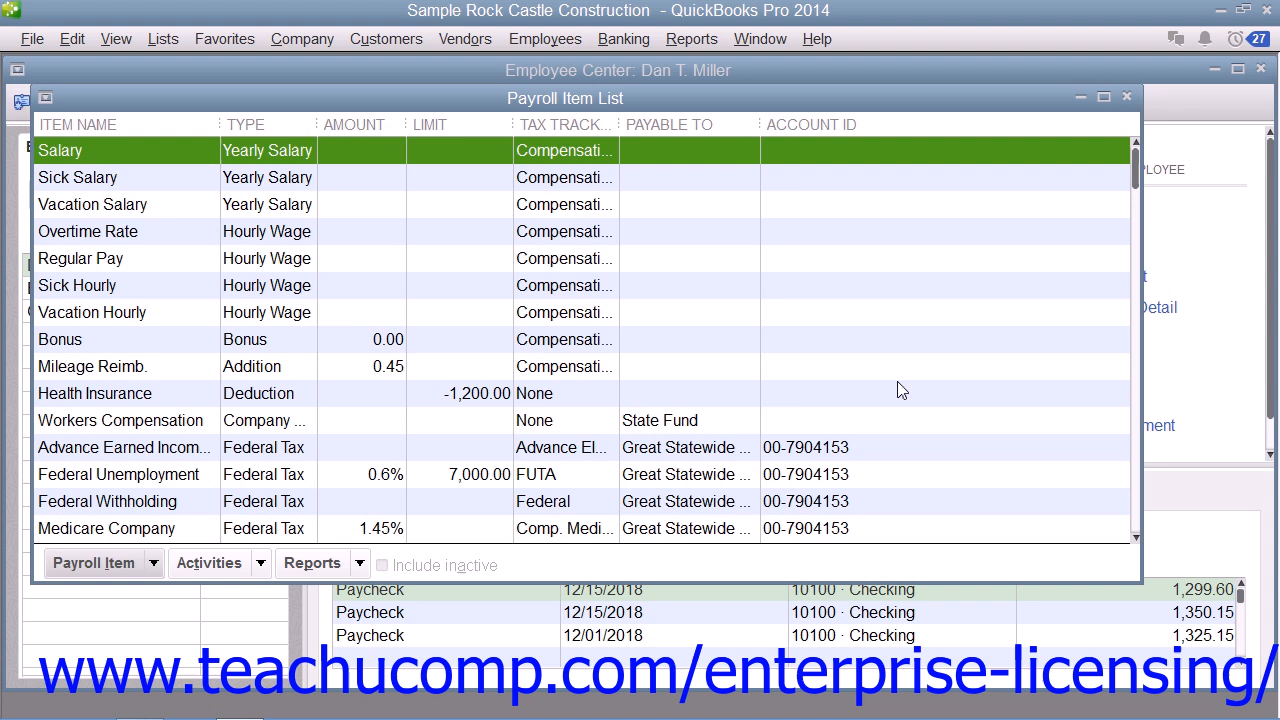 Sample Rock Castle Construction - QuickBooks Pro 2014
File Edit View Lists Favorites Company Customers Vendors Employees Banking Reports Window Help 27
Employee Center: Dan T. Miller
Payroll Item List
ITEM NAME TYPE AMOUNT LIMIT TAX TRACK... PAYABLE TO ACCOUNT ID
Salary Yearly Salary Compensati...
Sick Salary Yearly Salary Compensati...
LOYEE
Vacation Salary Yearly Salary Compensati...
Overtime Rate Hourly Wage Compensati...
Regular Pay Hourly Wage Compensati...
Sick Hourly Hourly Wage Compensati...
Vacation Hourly Hourly Wage Compensati...
Detail
Bonus Bonus 0.00 Compensati...
Mileage Reimb. Addition 0.45 Compensati...
Health Insurance Deduction -1,200.00 None
Workers Compensation Company ... None State Fund
ment
Advance Earned Incom... Federal Tax Advance EI... Great Statewide ... 00-7904153
Federal Unemployment Federal Tax 0.6% 7,000.00 FUTA Great Statewide ... 00-7904153
Federal Withholding Federal Tax Federal Great Statewide ... 00-7904153
Medicare Company Federal Tax 1.45% Comp. Medi... Great Statewide ... 00-7904153
Payroll Item Activities Reports Include inactive
Paycheck 12/15/2018 10100 · Checking 1,299.60
Paycheck 12/15/2018 10100 · Checking 1,350.15
Paycheck 12/01/2018 10100 · Checking 1,325.15
www.teachucomp.com/enterprise-licensing/